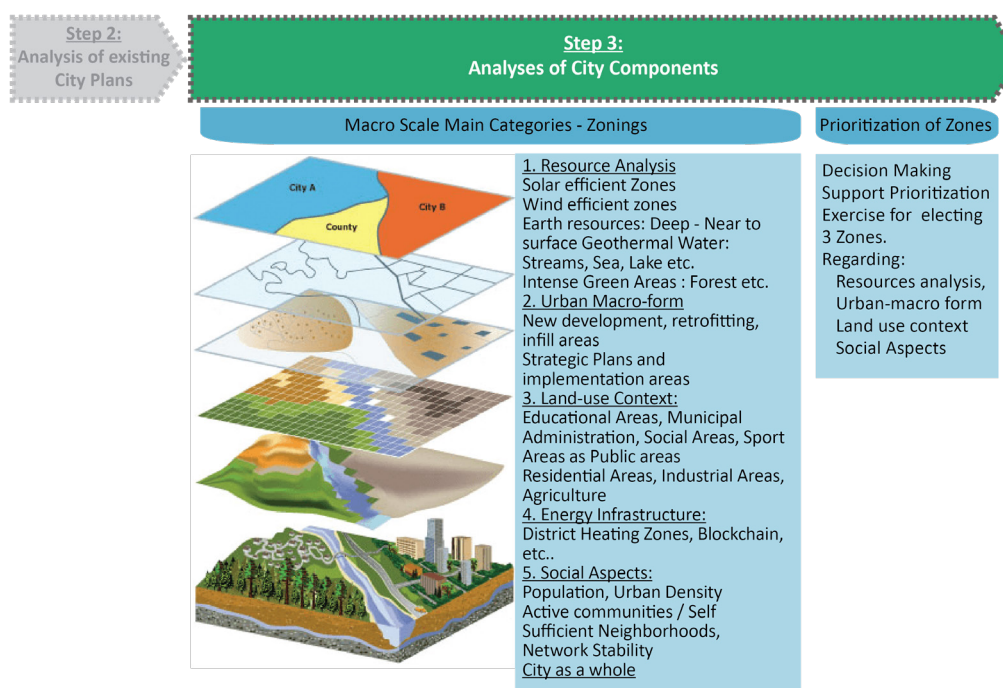 Step 2:
Analysis of existing
City Plans
Step 3:
Analyses of City Components
Macro Scale Main Categories - Zonings
Prioritization of Zones
City A
City B
County
1. Resource Analysis
Solar efficient Zones
Wind efficient zones
Earth resources: Deep - Near to
surface Geothermal Water:
Streams, Sea, Lake etc.
Intense Green Areas : Forest etc.
2. Urban Macro-form
New development, retrofitting,
infill areas
Strategic Plans and
implementation areas
3. Land-use Context:
Educational Areas, Municipal
Administration, Social Areas, Sport
Areas as Public areas
Residential Areas, Industrial Areas,
Agriculture
4. Energy Infrastructure:
District Heating Zones, Blockchain,
etc..
5. Social Aspects:
Population, Urban Density
Active communities / Self
Sufficient Neighborhoods,
Network Stability
City as a whole
Decision Making
Support Prioritization
Exercise for electing
3 Zones.
Regarding:
Resources analysis,
Urban-macro form
Land use context
Social Aspects